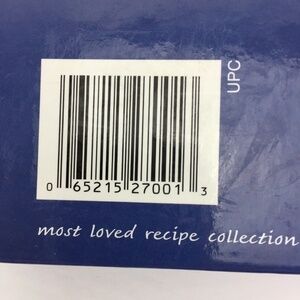 UPC
0 65215 27001 3
most loved recipe collection